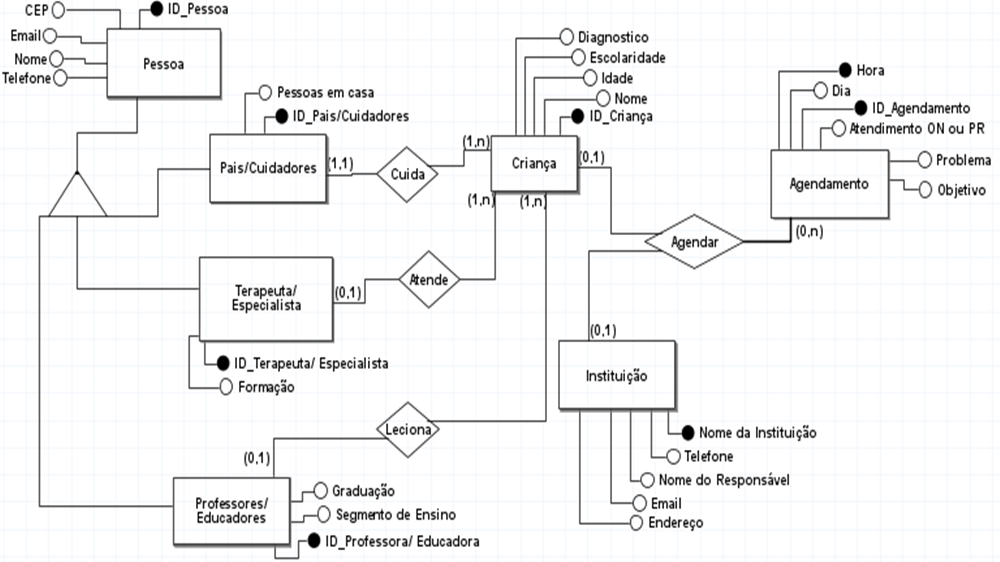 CEP
ID_Pessoa
Email
Nome
Telefone
Pessoa
Pessoas em casa
ID_Pais/Cuidadores
Pais/Cuidadores
(1,1)
Cuida
(1,n)
Diagnostico
Escolaridade
Idade
Nome
ID_Criança
Criança
(0,1)
(1,n)
(1,n)
Hora
Dia
ID_Agendamento
Atendimento ON ou PR
Problema
Agendamento
Objetivo
(0,n)
Agendar
Terapeuta/
Especialista
(0,1)
Atende
ID_Terapeuta/ Especialista
Formação
(0,1)
Instituição
Nome da Instituição
Telefone
Nome do Responsável
Email
Endereço
Leciona
(0,1)
Professores/
Educadores
Graduação
Segmento de Ensino
ID_Professora/ Educadora